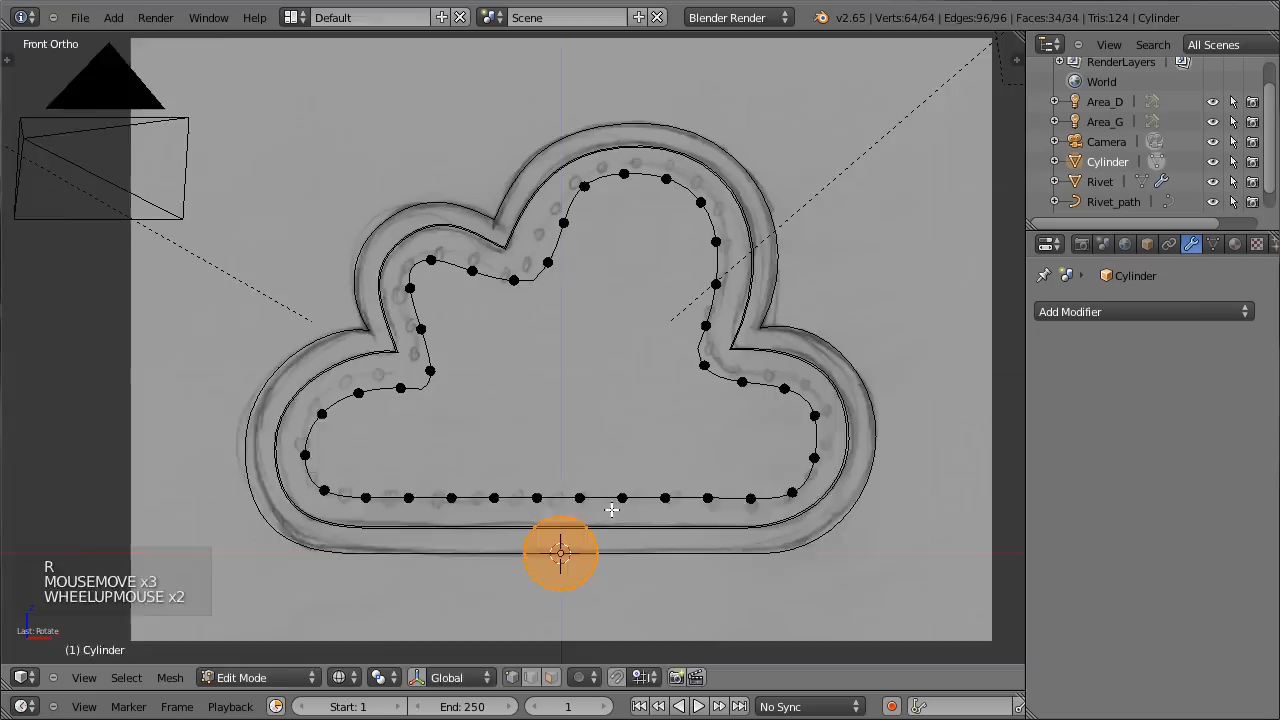 File Add Render Window Help Default Scene Blender Render v2.65 | Verts:64/64 | Edges:96/96 | Faces:34/34 | Tris:124 | Cylinder
Front Ortho
View Search All Scenes
RenderLayers
World
Area_D
Area_G
Camera
Cylinder
Rivet
Rivet_path
Cylinder
Add Modifier
R
MOUSEMOVE x3
WHEELUPMOUSE x2
z
Last: Rotate
(1) Cylinder
View Select Mesh Edit Mode Global
View Marker Frame Playback Start: 1 End: 250 1 No Sync